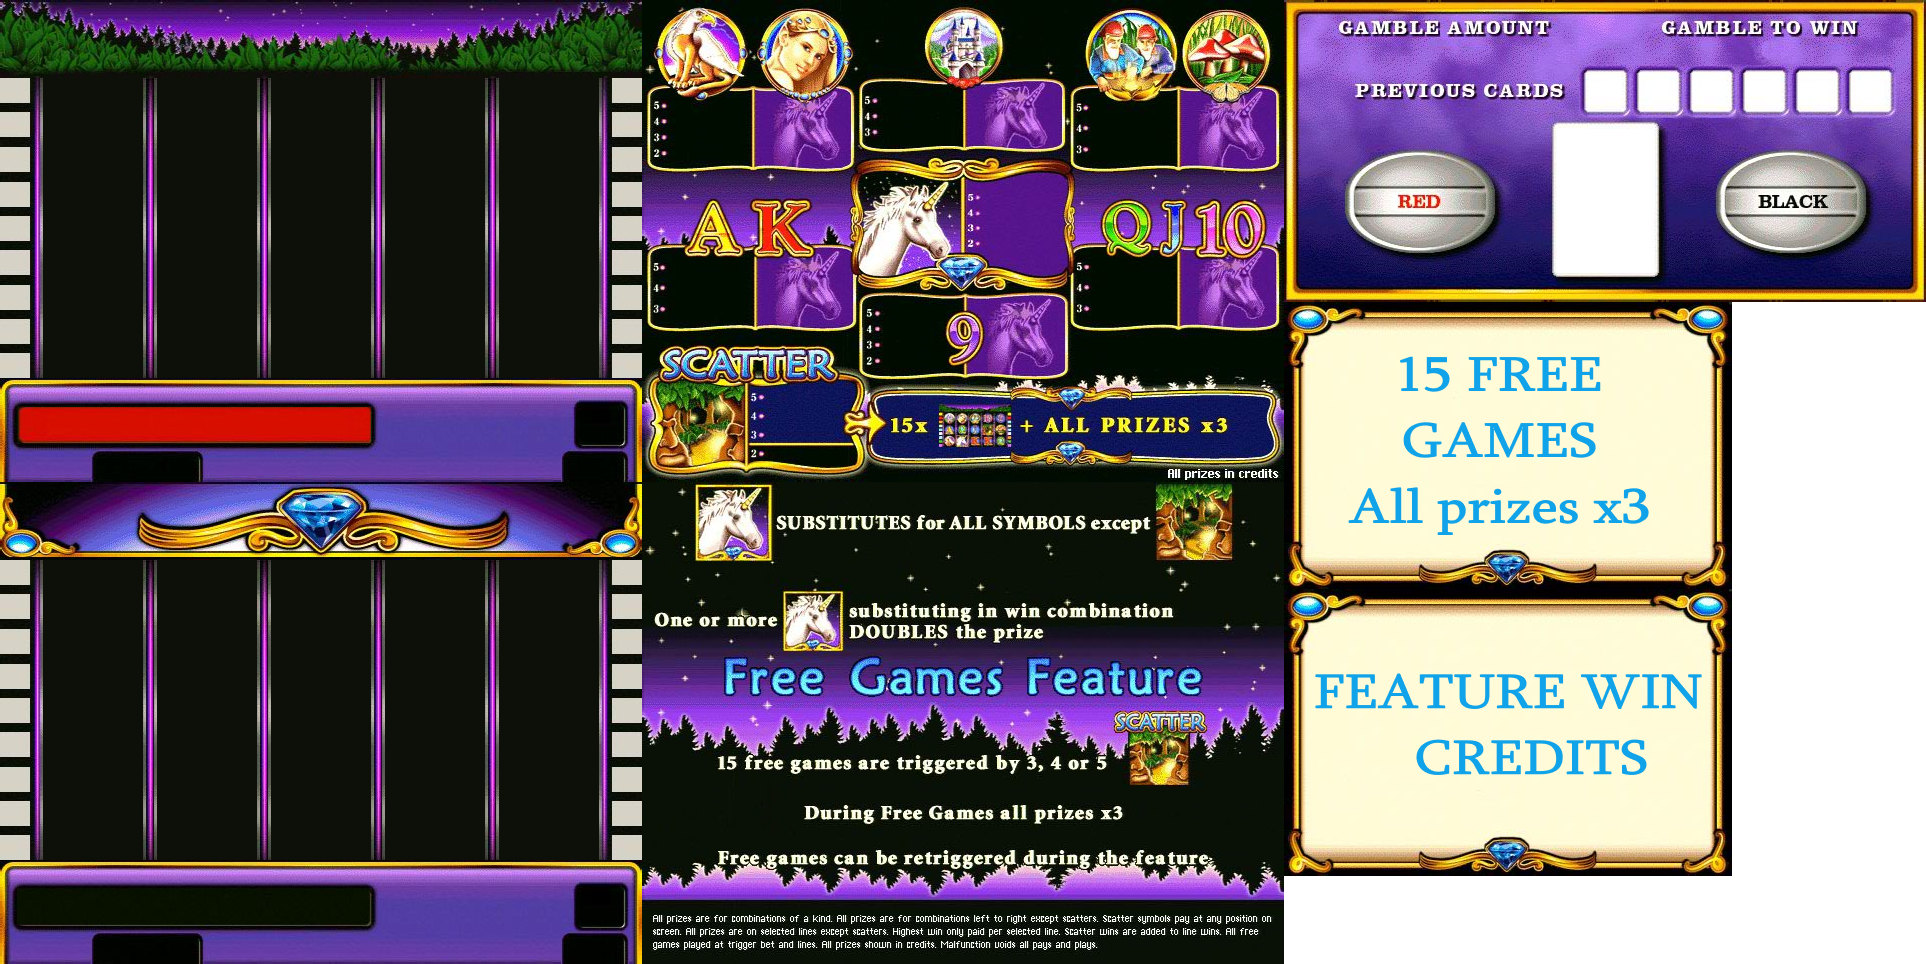 5
4
3
2
5
4
3
2
5
4
3
A K
5
4
3
2
Q J 10
5
4
3
5
4
3
2
9
5
4
3
SCATTER
5
4
3
2
15x + ALL PRIZES x3
All prizes in credits
SUBSTITUTES for ALL SYMBOLS except
One or more substituting in win combination
DOUBLES the prize
Free Games Feature
SCATTER
15 free games are triggered by 3, 4 or 5
During Free Games all prizes x3
Free games can be retriggered during the feature
All prizes are for combinations of a kind. All prizes are for combinations left to right except scatters. Scatter symbols pay at any position on
screen. All prizes are on selected lines except scatters. Highest win only paid per selected line. Scatter wins are added to line wins. All free
games played at trigger bet and lines. All prizes shown in credits. Malfunction voids all pays and plays.
GAMBLE AMOUNT GAMBLE TO WIN
PREVIOUS CARDS
RED BLACK
15 FREE
GAMES
All prizes x3
FEATURE WIN
CREDITS